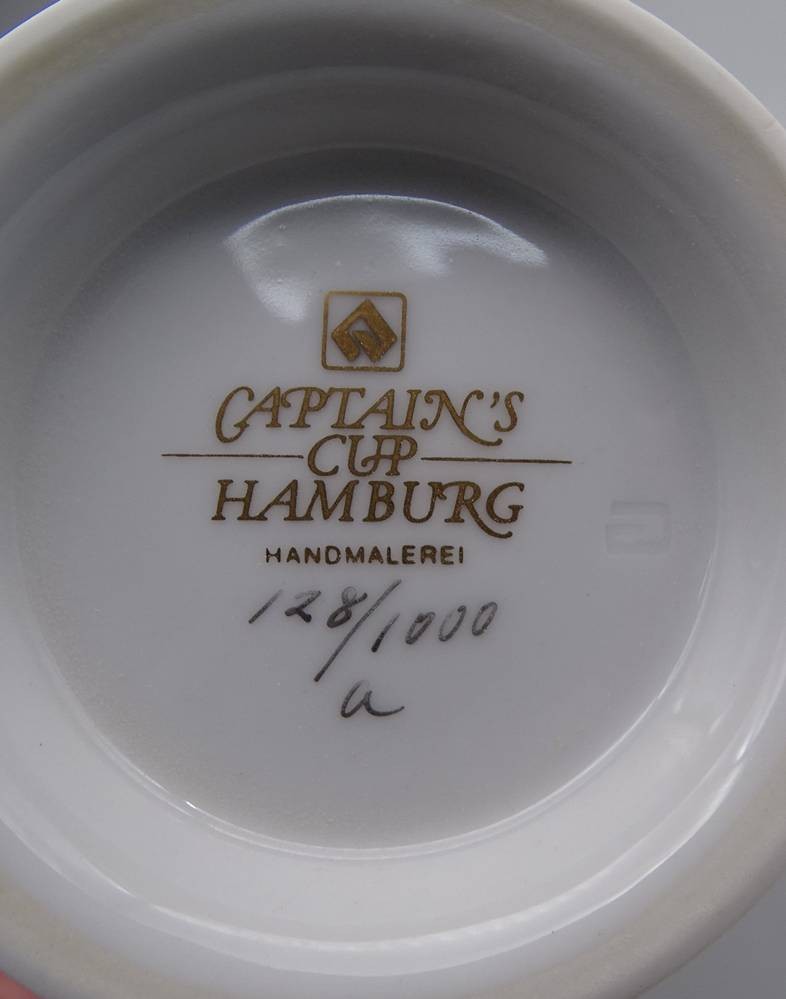 CAPTAIN'S
CUP
HAMBURG
HANDMALEREI
128/1000
a